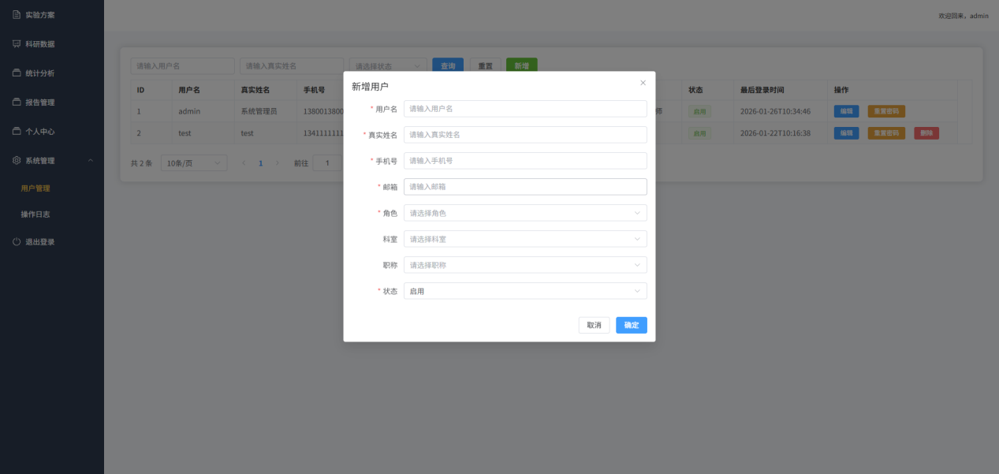 实验方案
科研数据
统计分析
报告管理
个人中心
系统管理
用户管理
操作日志
退出登录
欢迎回来，admin
请输入用户名 请输入真实姓名 请选择状态 查询 重置 新增
ID 用户名 真实姓名 手机号 状态 最后登录时间 操作
1 admin 系统管理员 1380013800 师 启用 2026-01-26T10:34:46 编辑 重置密码
2 test test 1341111111 启用 2026-01-22T10:16:38 编辑 重置密码 删除
共 2 条 10条/页 1 前往 1
新增用户
* 用户名 请输入用户名
* 真实姓名 请输入真实姓名
* 手机号 请输入手机号
* 邮箱 请输入邮箱
* 角色 请选择角色
科室 请选择科室
职称 请选择职称
* 状态 启用
取消 确定